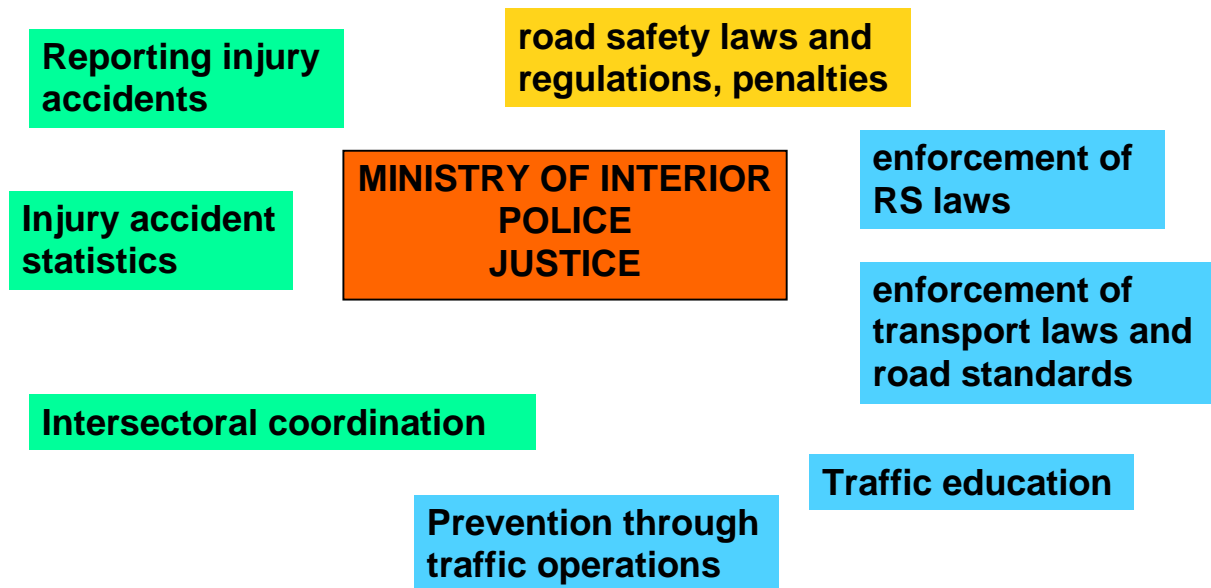 Reporting injury
accidents
road safety laws and
regulations, penalties
MINISTRY OF INTERIOR
POLICE
JUSTICE
enforcement of
RS laws
Injury accident
statistics
enforcement of
transport laws and
road standards
Intersectoral coordination
Traffic education
Prevention through
traffic operations